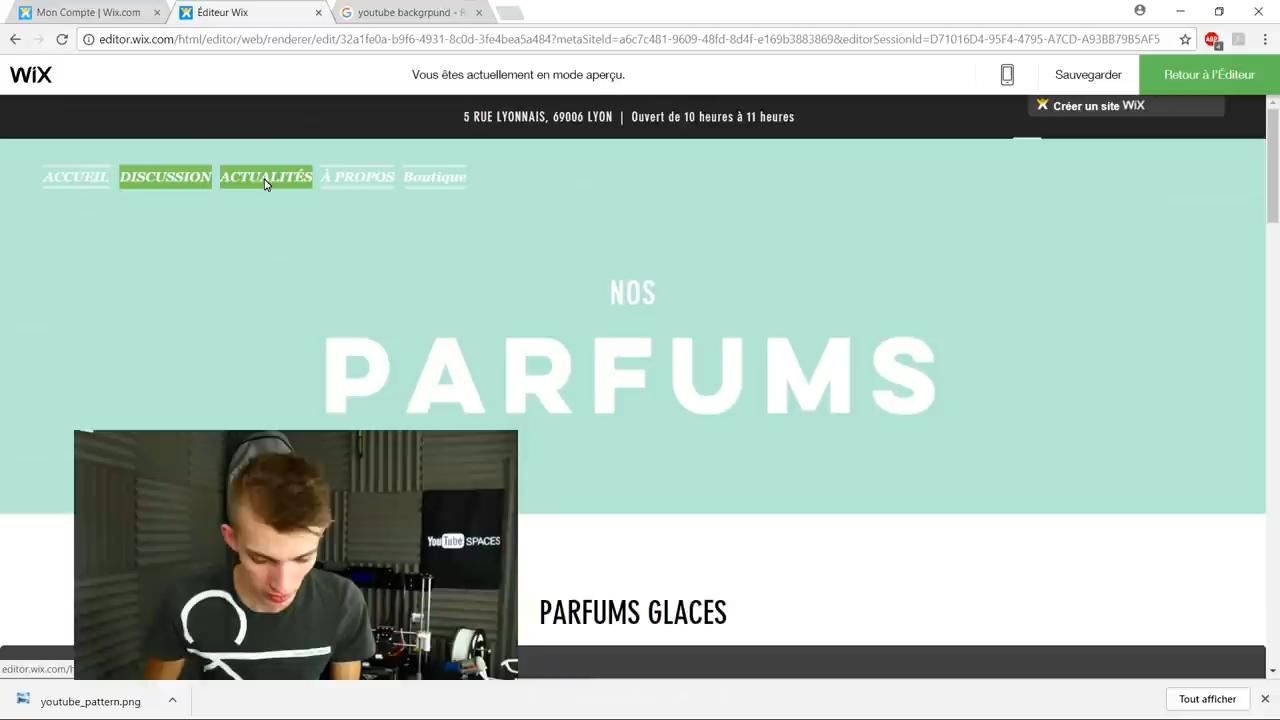 Mon Compte | Wix.com
Éditeur Wix
youtube backgrpund - R
editor.wix.com/html/editor/web/renderer/edit/32a1fe0a-b9f6-4931-8c0d-3fe4bea5a484?metaSiteId=a6c7c481-9609-48fd-8d4f-e169b3883869&editorSessionId=D71016D4-95F4-4795-A7CD-A93BB79B5AF5
WiX
Vous êtes actuellement en mode aperçu.
Sauvegarder
Retour à l'Éditeur
5 RUE LYONNAIS, 69006 LYON | Ouvert de 10 heures à 11 heures
Créer un site WiX
ACCUEIL DISCUSSION ACTUALITÉS À PROPOS Boutique
NOS
PARFUMS
YouTube SPACES
PARFUMS GLACES
editor.wix.com/h
youtube_pattern.png
Tout afficher